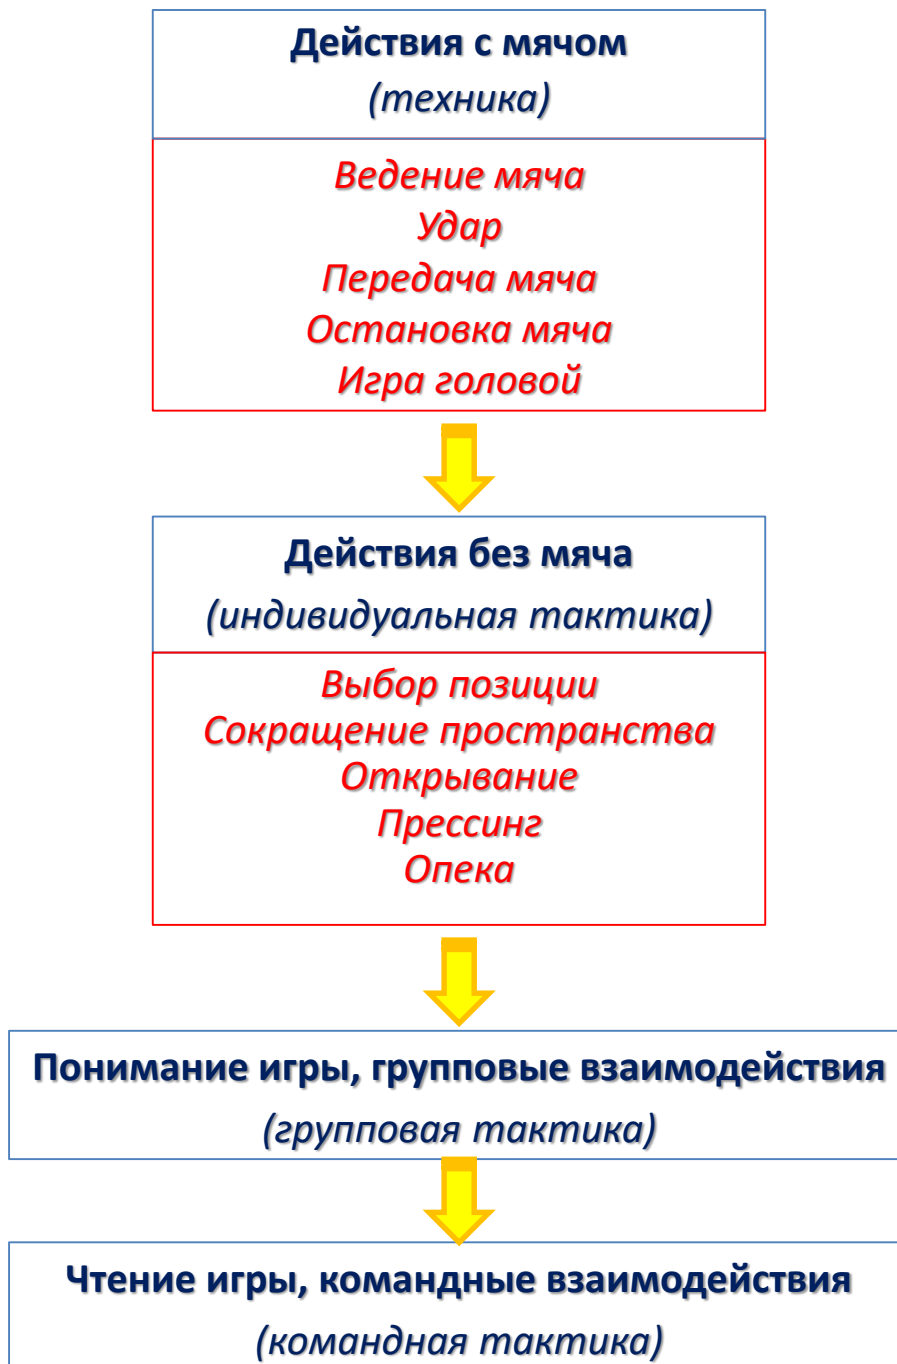 Действия с мячом
(техника)
Ведение мяча
Удар
Передача мяча
Остановка мяча
Игра головой
Действия без мяча
(индивидуальная тактика)
Выбор позиции
Сокращение пространства
Открывание
Прессинг
Опека
Понимание игры, групповые взаимодействия
(групповая тактика)
Чтение игры, командные взаимодействия
(командная тактика)